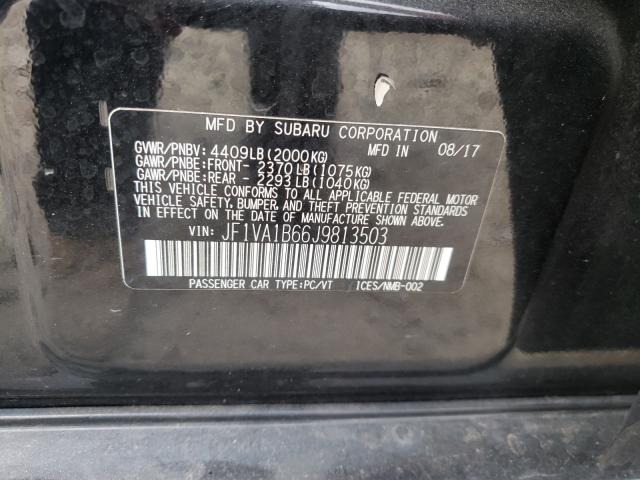 MFD BY SUBARU CORPORATION
GVWR/PNBV: 4409LB(2000KG) MFD IN 08/17
GAWR/PNBE:FRONT- 2370LB(1075KG)
GAWR/PNBE:REAR - 2293LB(1040KG)
THIS VEHICLE CONFORMS TO ALL APPLICABLE FEDERAL MOTOR
VEHICLE SAFETY, BUMPER, AND THEFT PREVENTION STANDARDS
IN EFFECT ON THE DATE OF MANUFACTURE SHOWN ABOVE.
VIN: JF1VA1B66J9813503
PASSENGER CAR TYPE:PC/VT ICES/NMB-002